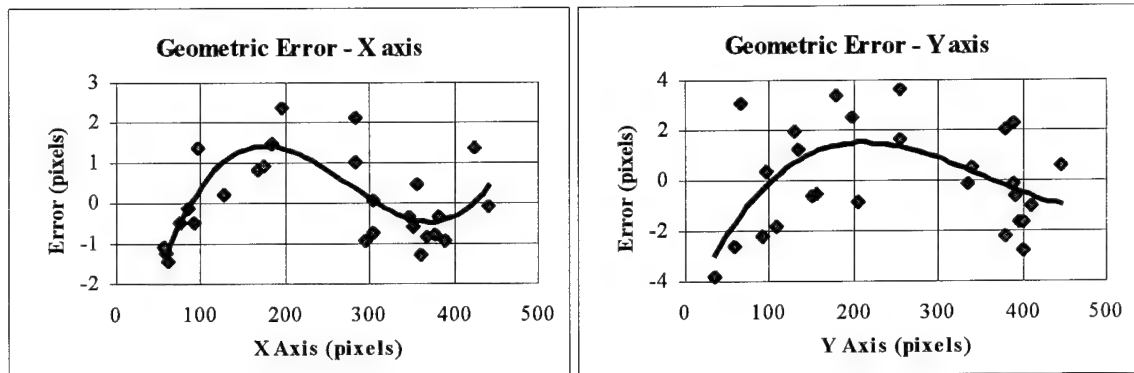 Geometric Error - X axis
Error (pixels)
3
2
1
0
-1
-2
0 100 200 300 400 500
X Axis (pixels)
Geometric Error - Y axis
Error (pixels)
4
2
0
-2
-4
0 100 200 300 400 500
Y Axis (pixels)